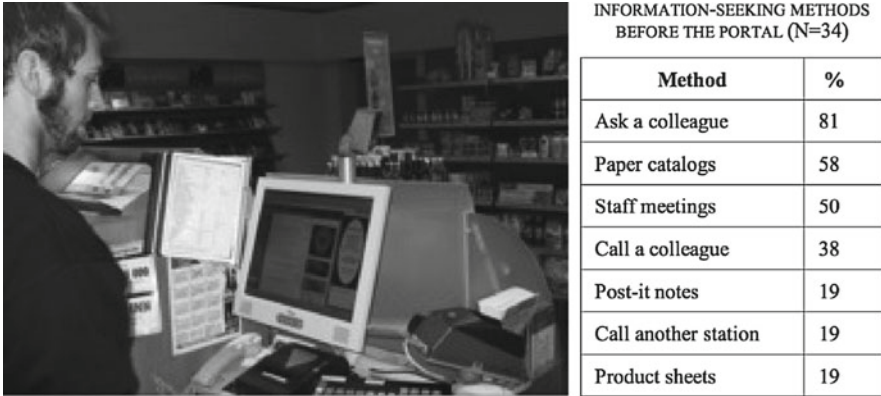 INFORMATION-SEEKING METHODS
BEFORE THE PORTAL (N=34)
Method %
Ask a colleague 81
Paper catalogs 58
Staff meetings 50
Call a colleague 38
Post-it notes 19
Call another station 19
Product sheets 19